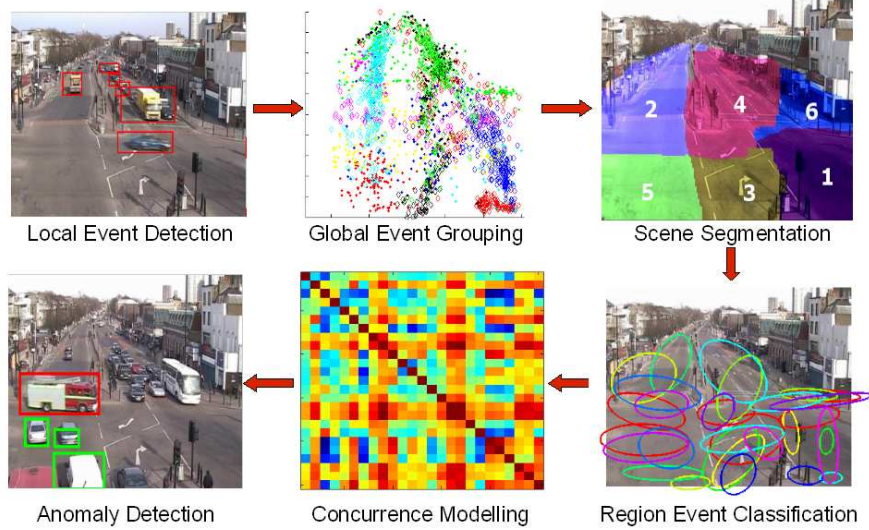 Local Event Detection
Global Event Grouping
Scene Segmentation
2
4
6
1
5
3
Anomaly Detection
Concurrence Modelling
Region Event Classification